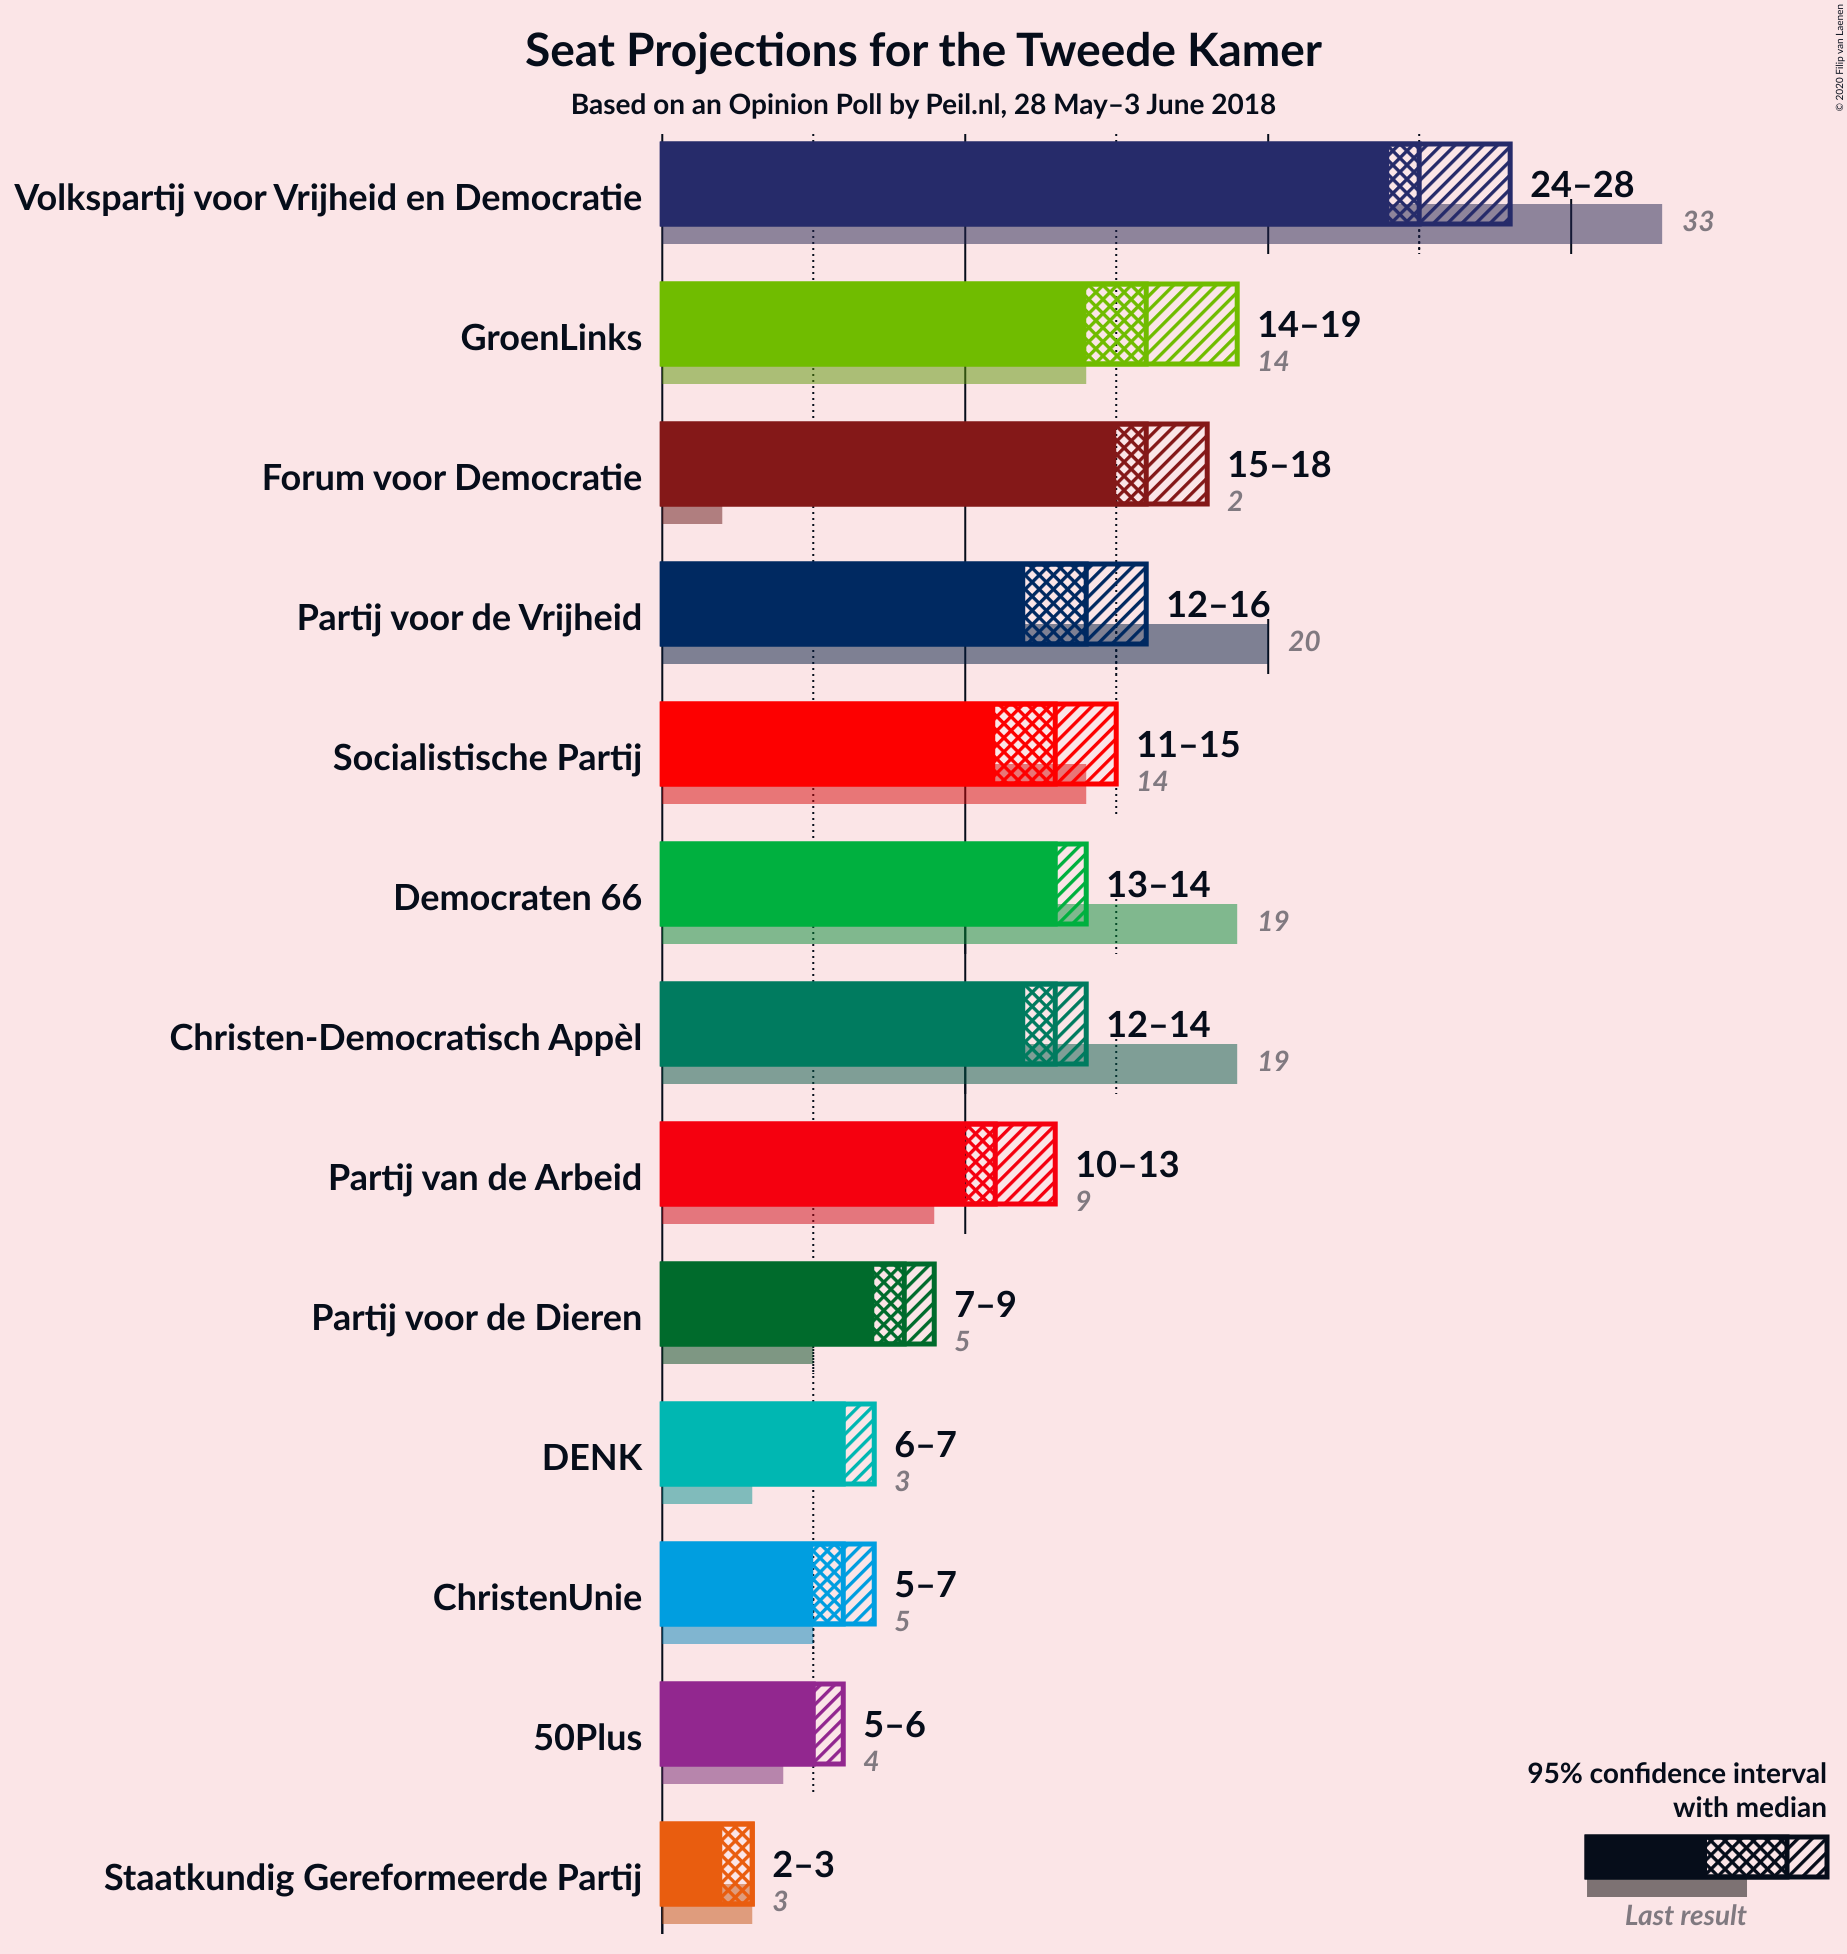 Seat Projections for the Tweede Kamer
Based on an Opinion Poll by Peil.nl, 28 May–3 June 2018
© 2020 Filip van Laenen
Volkspartij voor Vrijheid en Democratie
24–28
33
GroenLinks
14–19
14
Forum voor Democratie
15–18
2
Partij voor de Vrijheid
12–16
20
Socialistische Partij
11–15
14
Democraten 66
13–14
19
Christen-Democratisch Appèl
12–14
19
Partij van de Arbeid
10–13
9
Partij voor de Dieren
7–9
5
DENK
6–7
3
ChristenUnie
5–7
5
50Plus
5–6
4
Staatkundig Gereformeerde Partij
2–3
3
95% confidence interval
with median
Last result